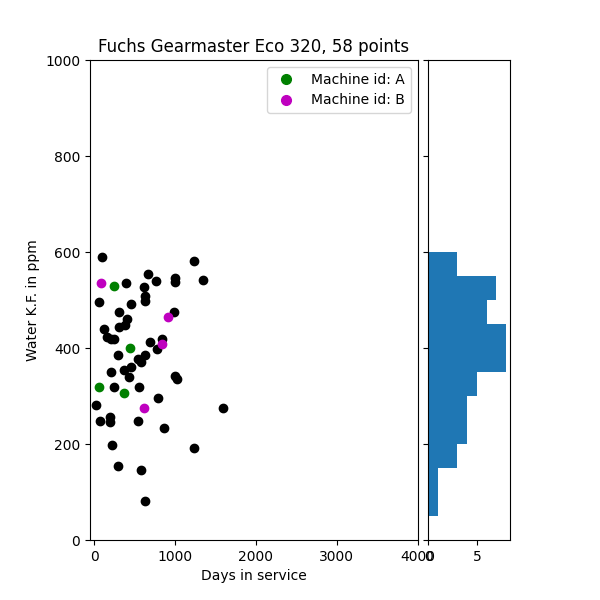 Fuchs Gearmaster Eco 320, 58 points
Machine id: A
Machine id: B
1000
800
600
400
200
0
Water K.F. in ppm
0 1000 2000 3000 4000
0 5
Days in service